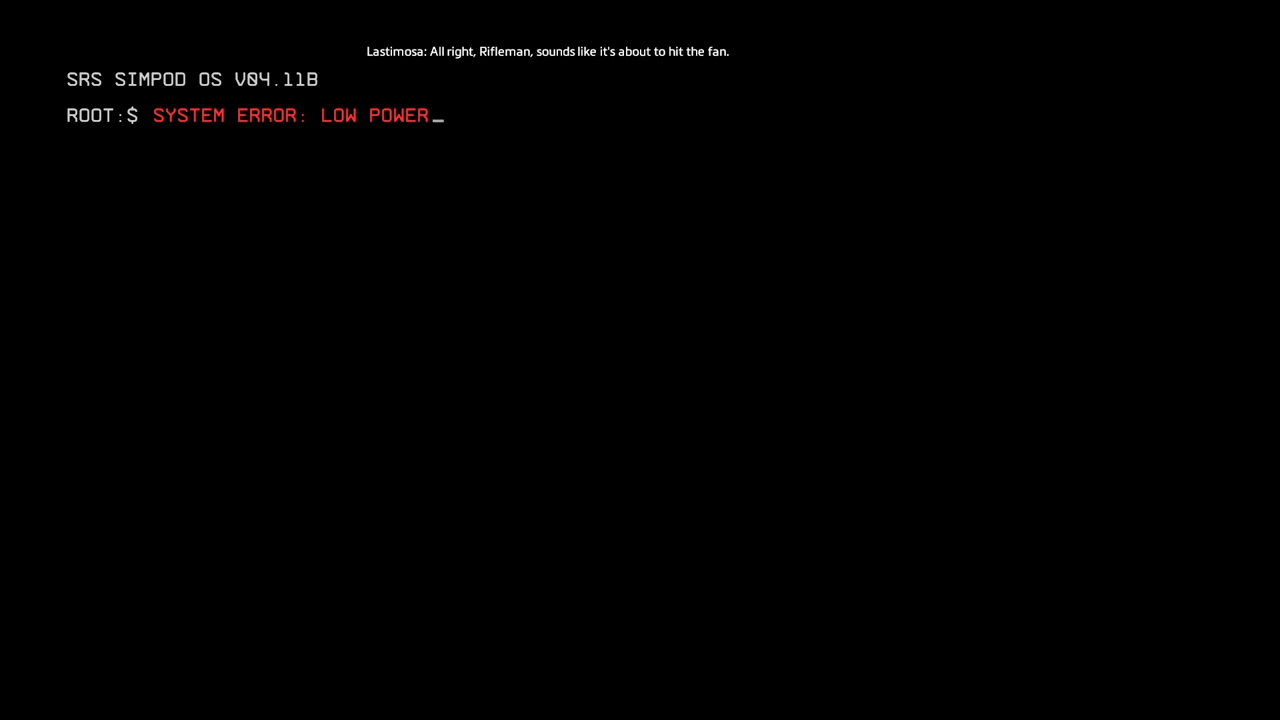 Lastimosa: All right, Rifleman, sounds like it's about to hit the fan.
SRS SIMPOD OS V04.11B
ROOT:$ SYSTEM ERROR: LOW POWER_